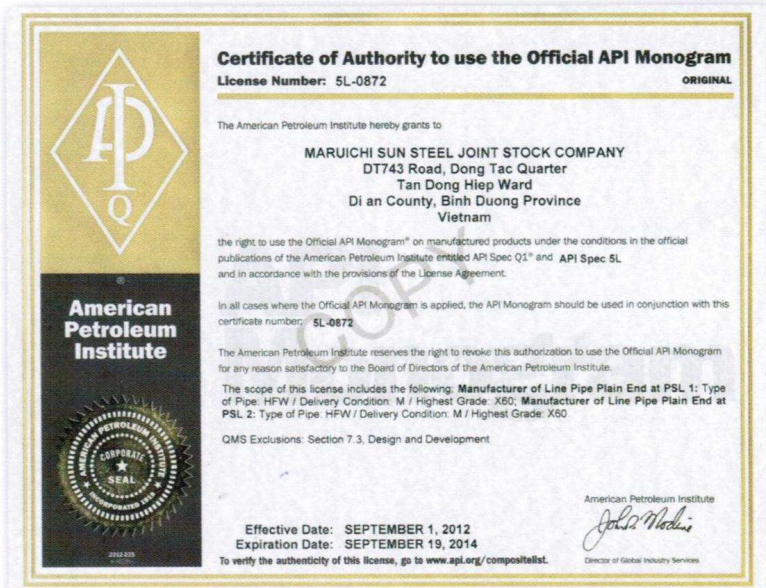 Certificate of Authority to use the Official API Monogram
License Number: 5L-0872
ORIGINAL
The American Petroleum Institute hereby grants to
MARUICHI SUN STEEL JOINT STOCK COMPANY
DT743 Road, Dong Tac Quarter
Tan Dong Hiep Ward
Di an County, Binh Duong Province
Vietnam
the right to use the Official API Monogram® on manufactured products under the conditions in the official
publications of the American Petroleum Institute entitled API Spec Q1® and API Spec 5L
and in accordance with the provisions of the License Agreement.
In all cases where the Official API Monogram is applied, the API Monogram should be used in conjunction with this
certificate number: 5L-0872
The American Petroleum Institute reserves the right to revoke this authorization to use the Official API Monogram
for any reason satisfactory to the Board of Directors of the American Petroleum Institute.
The scope of this license includes the following: Manufacturer of Line Pipe Plain End at PSL 1: Type
of Pipe: HFW / Delivery Condition: M / Highest Grade: X60; Manufacturer of Line Pipe Plain End at
PSL 2: Type of Pipe: HFW / Delivery Condition: M / Highest Grade: X60
QMS Exclusions: Section 7.3, Design and Development
COPY
American Petroleum Institute
Effective Date: SEPTEMBER 1, 2012
Expiration Date: SEPTEMBER 19, 2014
To verify the authenticity of this license, go to www.api.org/compositelist.
Director of Global Industry Services
API
Q
®
American
Petroleum
Institute
AMERICAN PETROLEUM INSTITUTE
CORPORATE
SEAL
INCORPORATED 1919